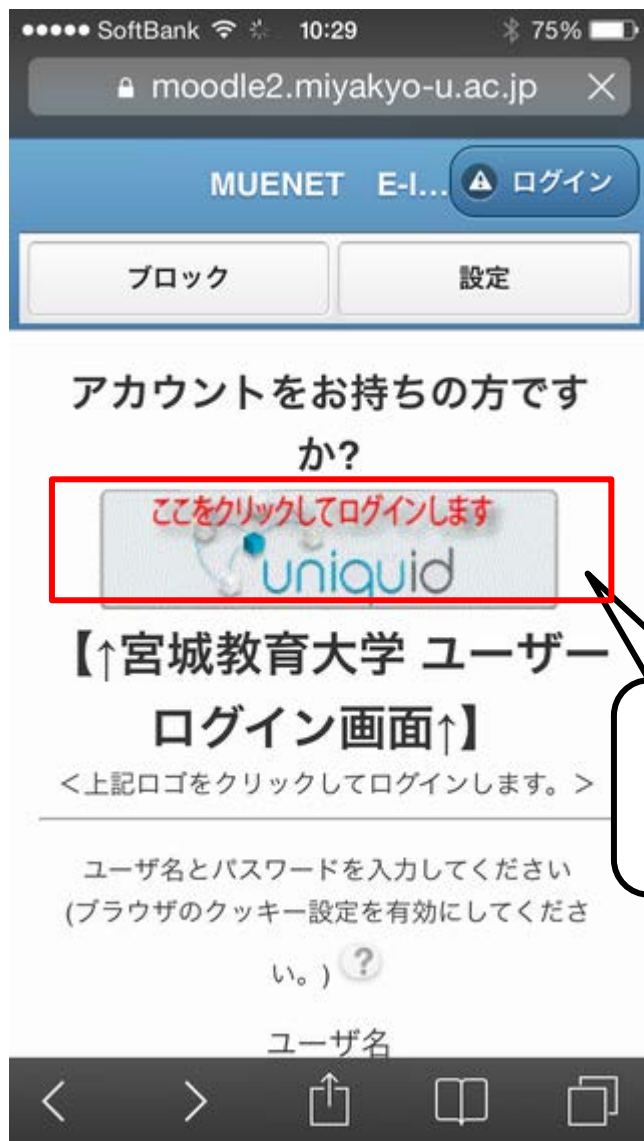 SoftBank 10:29 75%
moodle2.miyakyo-u.ac.jp
MUENET E-l... ログイン
ブロック 設定
アカウントをお持ちの方です
か?
ここをクリックしてログインします
uniquid
【↑宮城教育大学 ユーザー
ログイン画面↑】
<上記ロゴをクリックしてログインします。>
ユーザ名とパスワードを入力してください
(ブラウザのクッキー設定を有効にしてくださ
い。) ?
ユーザ名